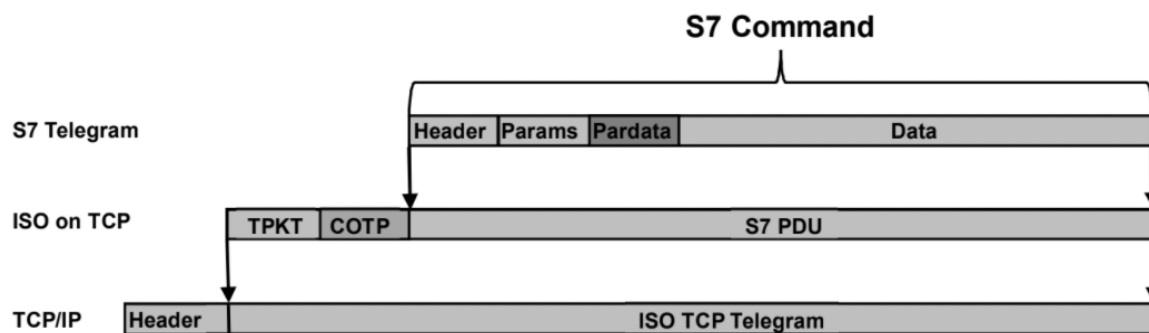 S7 Command
S7 Telegram Header Params Pardata Data
ISO on TCP TPKT COTP S7 PDU
TCP/IP Header ISO TCP Telegram